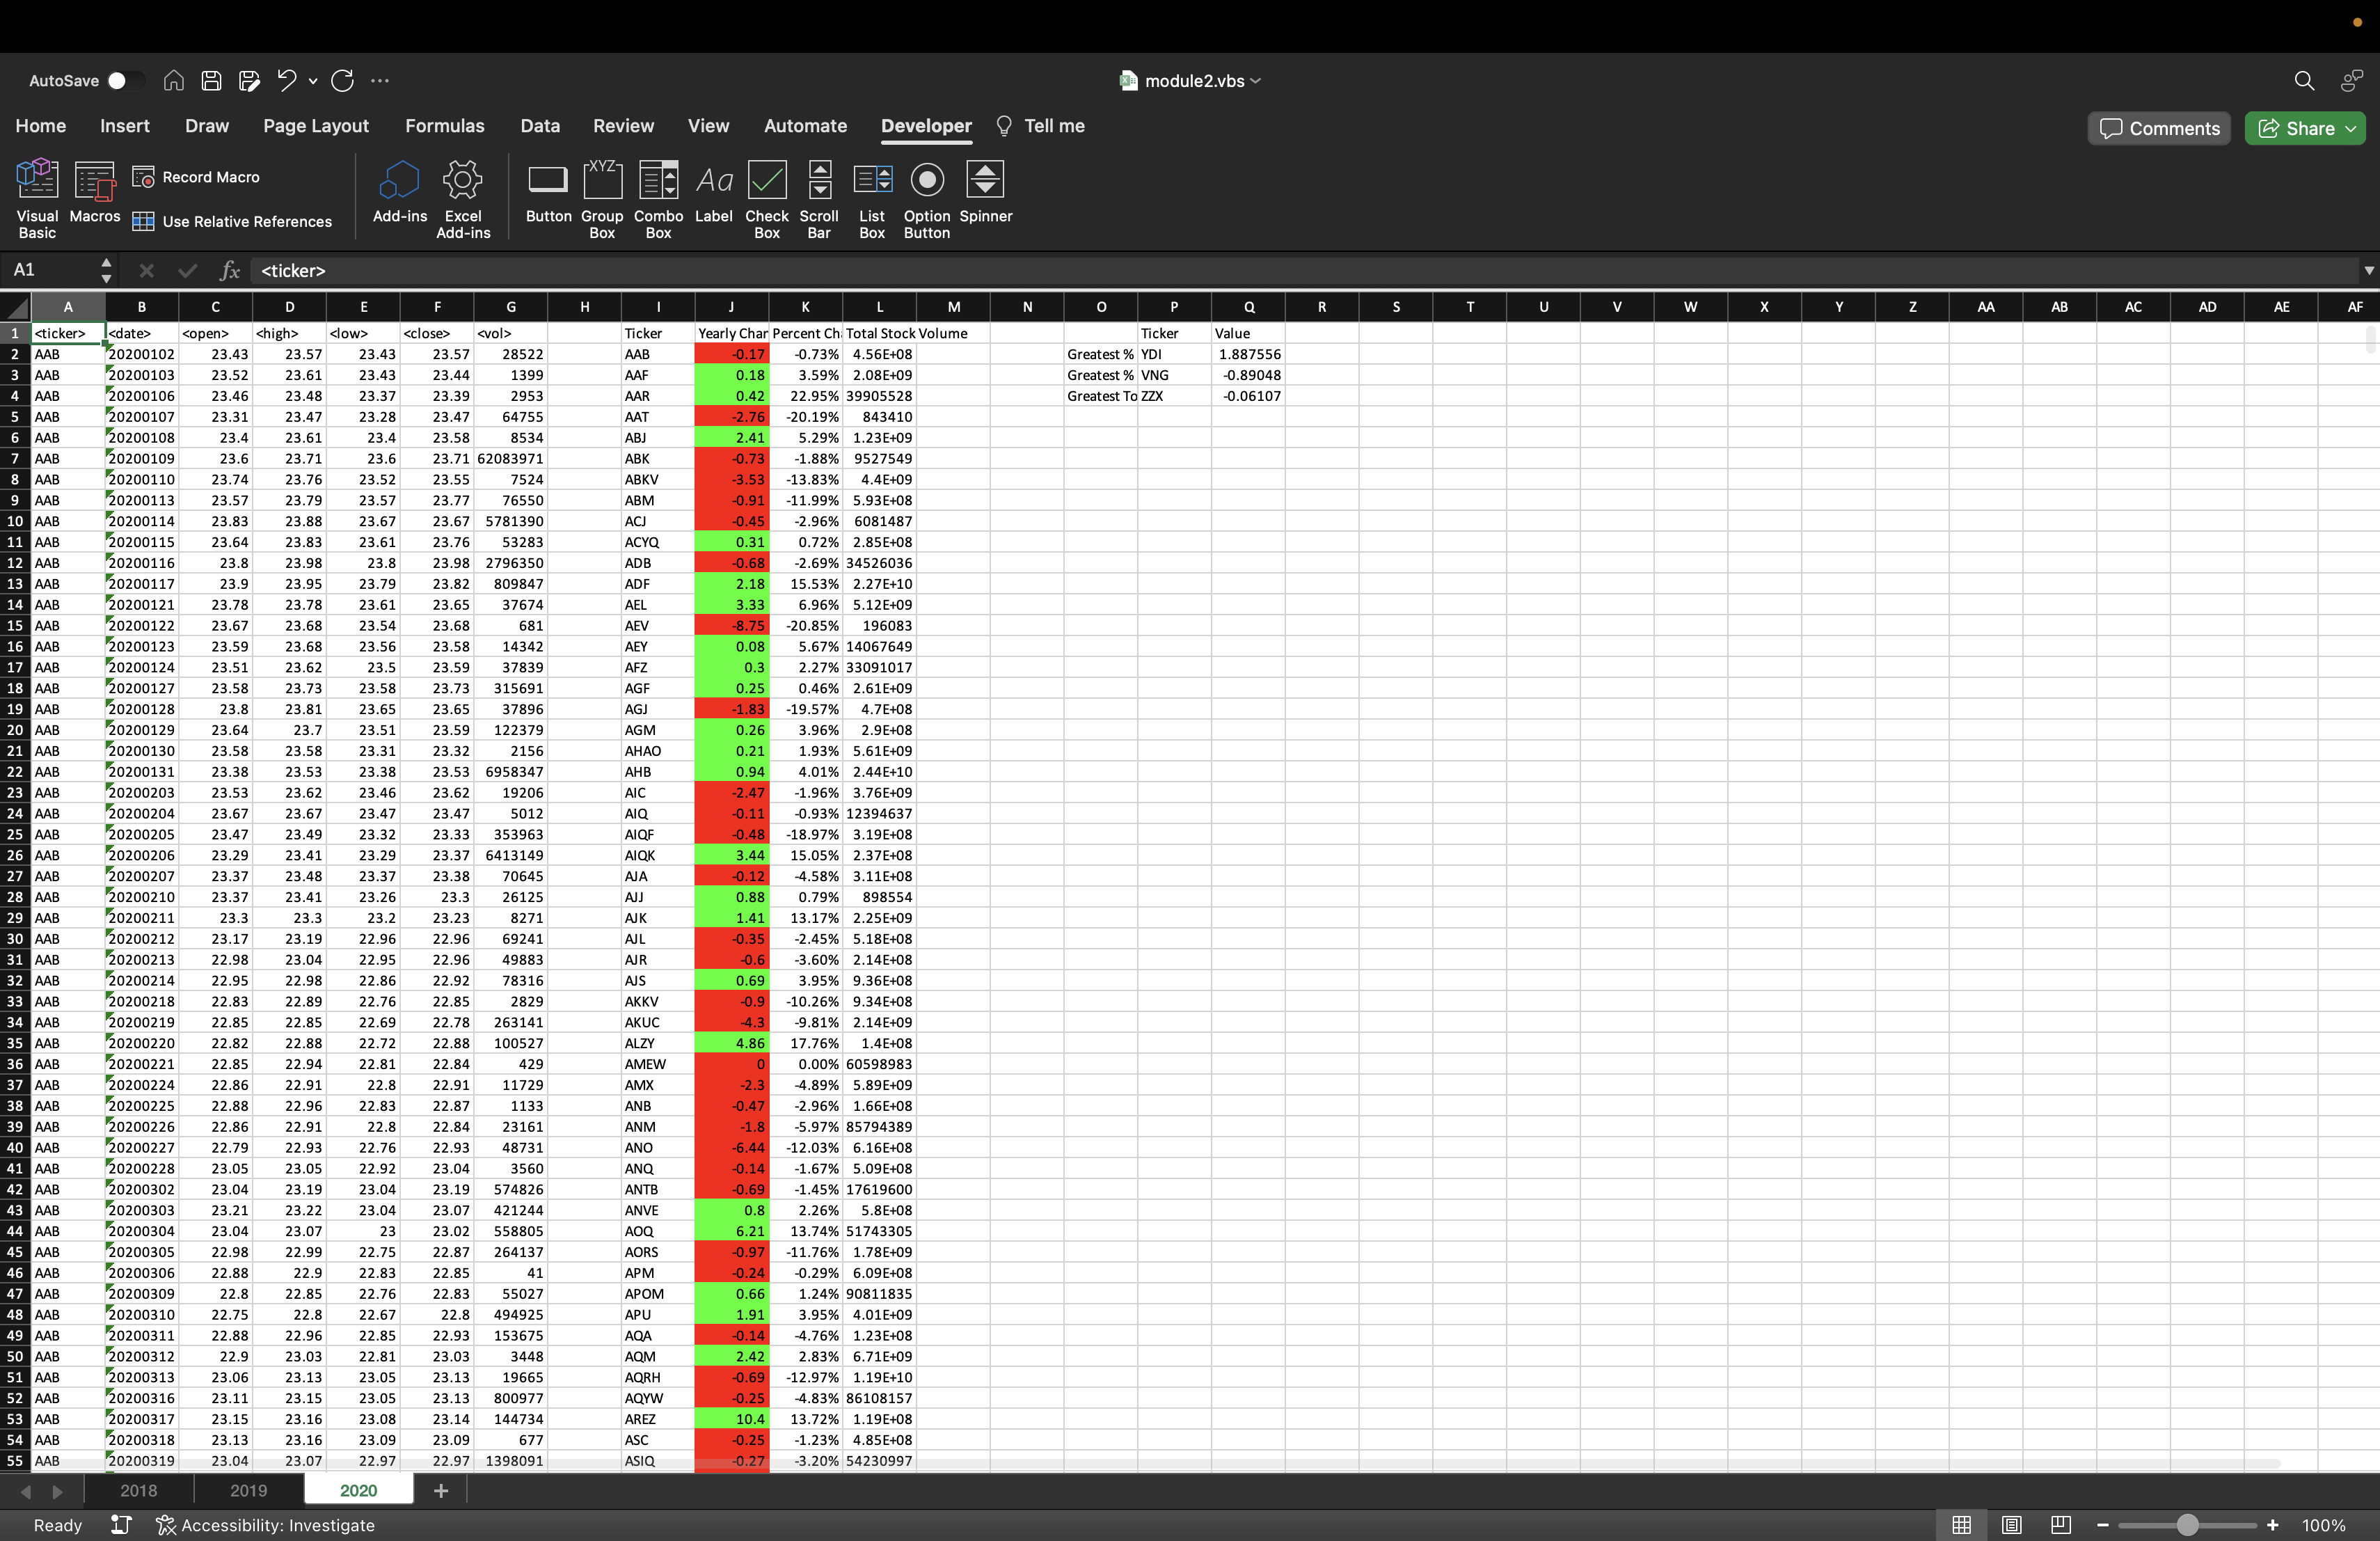 AutoSave
module2.vbs
Home Insert Draw Page Layout Formulas Data Review View Automate Developer Tell me Comments Share
Visual Basic Macros Record Macro Use Relative References Add-ins Excel Add-ins Button Group Box Combo Box Label Check Box Scroll Bar List Box Option Button Spinner
A1 fx <ticker>
A B C D E F G H I J K L M N O P Q R S T U V W X Y Z AA AB AC AD AE AF
1 <ticker> <date> <open> <high> <low> <close> <vol> Ticker Yearly Char Percent Ch Total Stock Volume Ticker Value
2 AAB 20200102 23.43 23.57 23.43 23.57 28522 AAB -0.17 -0.73% 4.56E+08 Greatest % YDI 1.887556
3 AAB 20200103 23.52 23.61 23.43 23.44 1399 AAF 0.18 3.59% 2.08E+09 Greatest % VNG -0.89048
4 AAB 20200106 23.46 23.48 23.37 23.39 2953 AAR 0.42 22.95% 39905528 Greatest To ZZX -0.06107
5 AAB 20200107 23.31 23.47 23.28 23.47 64755 AAT -2.76 -20.19% 843410
6 AAB 20200108 23.4 23.61 23.4 23.58 8534 ABJ 2.41 5.29% 1.23E+09
7 AAB 20200109 23.6 23.71 23.6 23.71 62083971 ABK -0.73 -1.88% 9527549
8 AAB 20200110 23.74 23.76 23.52 23.55 7524 ABKV -3.53 -13.83% 4.4E+09
9 AAB 20200113 23.57 23.79 23.57 23.77 76550 ABM -0.91 -11.99% 5.93E+08
10 AAB 20200114 23.83 23.88 23.67 23.67 5781390 ACJ -0.45 -2.96% 6081487
11 AAB 20200115 23.64 23.83 23.61 23.76 53283 ACYQ 0.31 0.72% 2.85E+08
12 AAB 20200116 23.8 23.98 23.8 23.98 2796350 ADB -0.68 -2.69% 34526036
13 AAB 20200117 23.9 23.95 23.79 23.82 809847 ADF 2.18 15.53% 2.27E+10
14 AAB 20200121 23.78 23.78 23.61 23.65 37674 AEL 3.33 6.96% 5.12E+09
15 AAB 20200122 23.67 23.68 23.54 23.68 681 AEV -8.75 -20.85% 196083
16 AAB 20200123 23.59 23.68 23.56 23.58 14342 AEY 0.08 5.67% 14067649
17 AAB 20200124 23.51 23.62 23.5 23.59 37839 AFZ 0.3 2.27% 33091017
18 AAB 20200127 23.58 23.73 23.58 23.73 315691 AGF 0.25 0.46% 2.61E+09
19 AAB 20200128 23.8 23.81 23.65 23.65 37896 AGJ -1.83 -19.57% 4.7E+08
20 AAB 20200129 23.64 23.7 23.51 23.59 122379 AGM 0.26 3.96% 2.9E+08
21 AAB 20200130 23.58 23.58 23.31 23.32 2156 AHAO 0.21 1.93% 5.61E+09
22 AAB 20200131 23.38 23.53 23.38 23.53 6958347 AHB 0.94 4.01% 2.44E+10
23 AAB 20200203 23.53 23.62 23.46 23.62 19206 AIC -2.47 -1.96% 3.76E+09
24 AAB 20200204 23.67 23.67 23.47 23.47 5012 AIQ -0.11 -0.93% 12394637
25 AAB 20200205 23.47 23.49 23.32 23.33 353963 AIQF -0.48 -18.97% 3.19E+08
26 AAB 20200206 23.29 23.41 23.29 23.37 6413149 AIQK 3.44 15.05% 2.37E+08
27 AAB 20200207 23.37 23.48 23.37 23.38 70645 AJA -0.12 -4.58% 3.11E+08
28 AAB 20200210 23.37 23.41 23.26 23.3 26125 AJJ 0.88 0.79% 898554
29 AAB 20200211 23.3 23.3 23.2 23.23 8271 AJK 1.41 13.17% 2.25E+09
30 AAB 20200212 23.17 23.19 22.96 22.96 69241 AJL -0.35 -2.45% 5.18E+08
31 AAB 20200213 22.98 23.04 22.95 22.96 49883 AJR -0.6 -3.60% 2.14E+08
32 AAB 20200214 22.95 22.98 22.86 22.92 78316 AJS 0.69 3.95% 9.36E+08
33 AAB 20200218 22.83 22.89 22.76 22.85 2829 AKKV -0.9 -10.26% 9.34E+08
34 AAB 20200219 22.85 22.85 22.69 22.78 263141 AKUC -4.3 -9.81% 2.14E+09
35 AAB 20200220 22.82 22.88 22.72 22.88 100527 ALZY 4.86 17.76% 1.4E+08
36 AAB 20200221 22.85 22.94 22.81 22.84 429 AMEW 0 0.00% 60598983
37 AAB 20200224 22.86 22.91 22.8 22.91 11729 AMX -2.3 -4.89% 5.89E+09
38 AAB 20200225 22.88 22.96 22.83 22.87 1133 ANB -0.47 -2.96% 1.66E+08
39 AAB 20200226 22.86 22.91 22.8 22.84 23161 ANM -1.8 -5.97% 85794389
40 AAB 20200227 22.79 22.93 22.76 22.93 48731 ANO -6.44 -12.03% 6.16E+08
41 AAB 20200228 23.05 23.05 22.92 23.04 3560 ANQ -0.14 -1.67% 5.09E+08
42 AAB 20200302 23.04 23.19 23.04 23.19 574826 ANTB -0.69 -1.45% 17619600
43 AAB 20200303 23.21 23.22 23.04 23.07 421244 ANVE 0.8 2.26% 5.8E+08
44 AAB 20200304 23.04 23.07 23 23.02 558805 AOQ 6.21 13.74% 51743305
45 AAB 20200305 22.98 22.99 22.75 22.87 264137 AORS -0.97 -11.76% 1.78E+09
46 AAB 20200306 22.88 22.9 22.83 22.85 41 APM -0.24 -0.29% 6.09E+08
47 AAB 20200309 22.8 22.85 22.76 22.83 55027 APOM 0.66 1.24% 90811835
48 AAB 20200310 22.75 22.8 22.67 22.8 494925 APU 1.91 3.95% 4.01E+09
49 AAB 20200311 22.88 22.96 22.85 22.93 153675 AQA -0.14 -4.76% 1.23E+08
50 AAB 20200312 22.9 23.03 22.81 23.03 3448 AQM 2.42 2.83% 6.71E+09
51 AAB 20200313 23.06 23.13 23.05 23.13 19665 AQRH -0.69 -12.97% 1.19E+10
52 AAB 20200316 23.11 23.15 23.05 23.13 800977 AQYW -0.25 -4.83% 86108157
53 AAB 20200317 23.15 23.16 23.08 23.14 144734 AREZ 10.4 13.72% 1.19E+08
54 AAB 20200318 23.13 23.16 23.09 23.09 677 ASC -0.25 -1.23% 4.85E+08
55 AAB 20200319 23.04 23.07 22.97 22.97 1398091 ASIQ -0.27 -3.20% 54230997
2018 2019 2020 +
Ready Accessibility: Investigate 100%